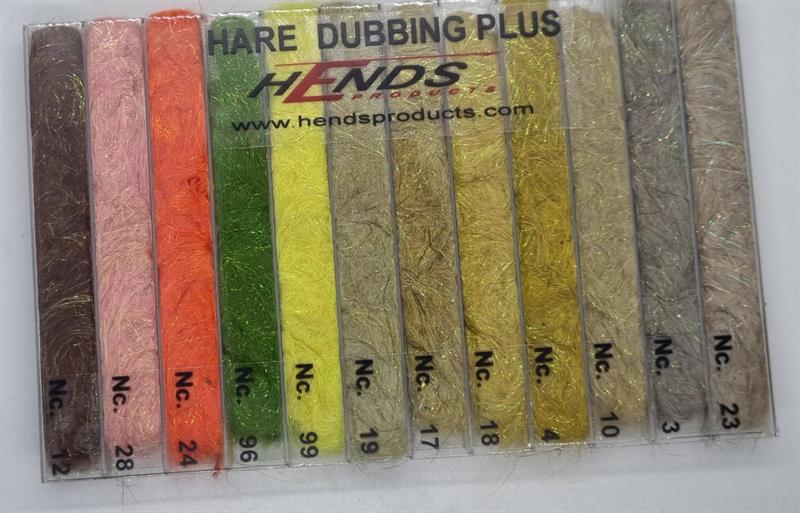 HARE DUBBING PLUS
HENDS
PRODUCTS
www.hendsproducts.com
Nc. 12
Nc. 28
Nc. 24
Nc. 96
Nc. 99
Nc. 19
Nc. 17
Nc. 18
Nc. 4
Nc. 10
Nc. 3
Nc. 23